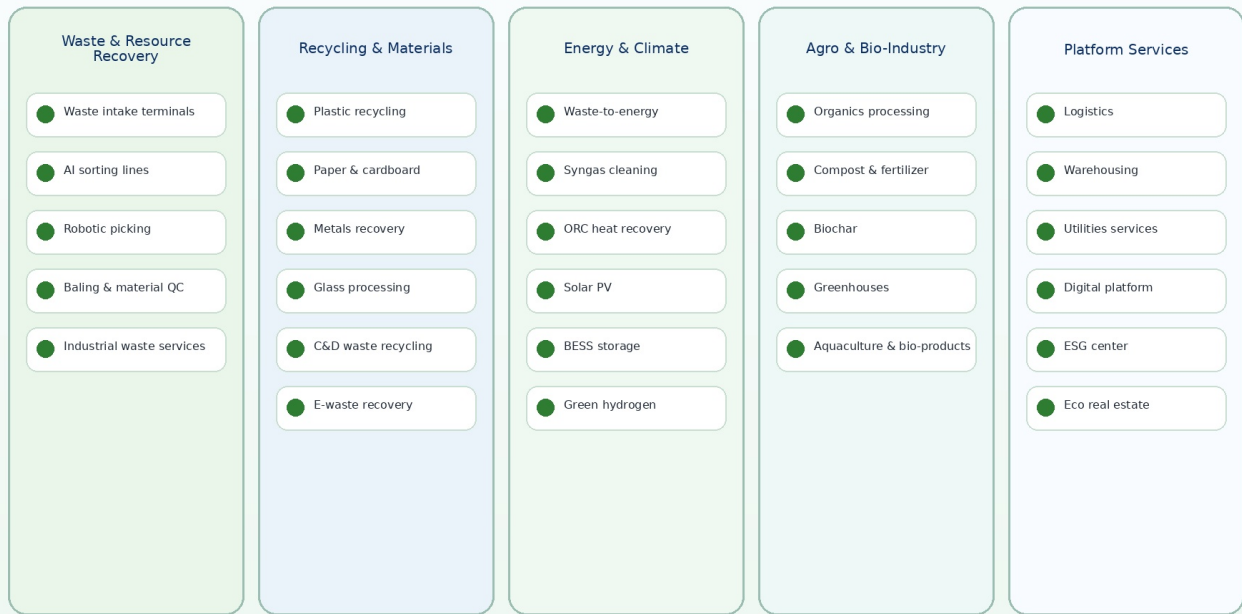 Waste & Resource
Recovery
Waste intake terminals
AI sorting lines
Robotic picking
Baling & material QC
Industrial waste services
Recycling & Materials
Plastic recycling
Paper & cardboard
Metals recovery
Glass processing
C&D waste recycling
E-waste recovery
Energy & Climate
Waste-to-energy
Syngas cleaning
ORC heat recovery
Solar PV
BESS storage
Green hydrogen
Agro & Bio-Industry
Organics processing
Compost & fertilizer
Biochar
Greenhouses
Aquaculture & bio-products
Platform Services
Logistics
Warehousing
Utilities services
Digital platform
ESG center
Eco real estate